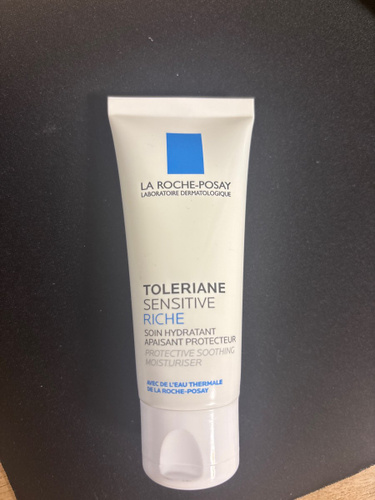 LA ROCHE-POSAY
LABORATOIRE DERMATOLOGIQUE
TOLERIANE
SENSITIVE
RICHE
SOIN HYDRATANT
APAISANT PROTECTEUR
PROTECTIVE SOOTHING
MOISTURISER
AVEC DE L'EAU THERMALE
DE LA ROCHE-POSAY